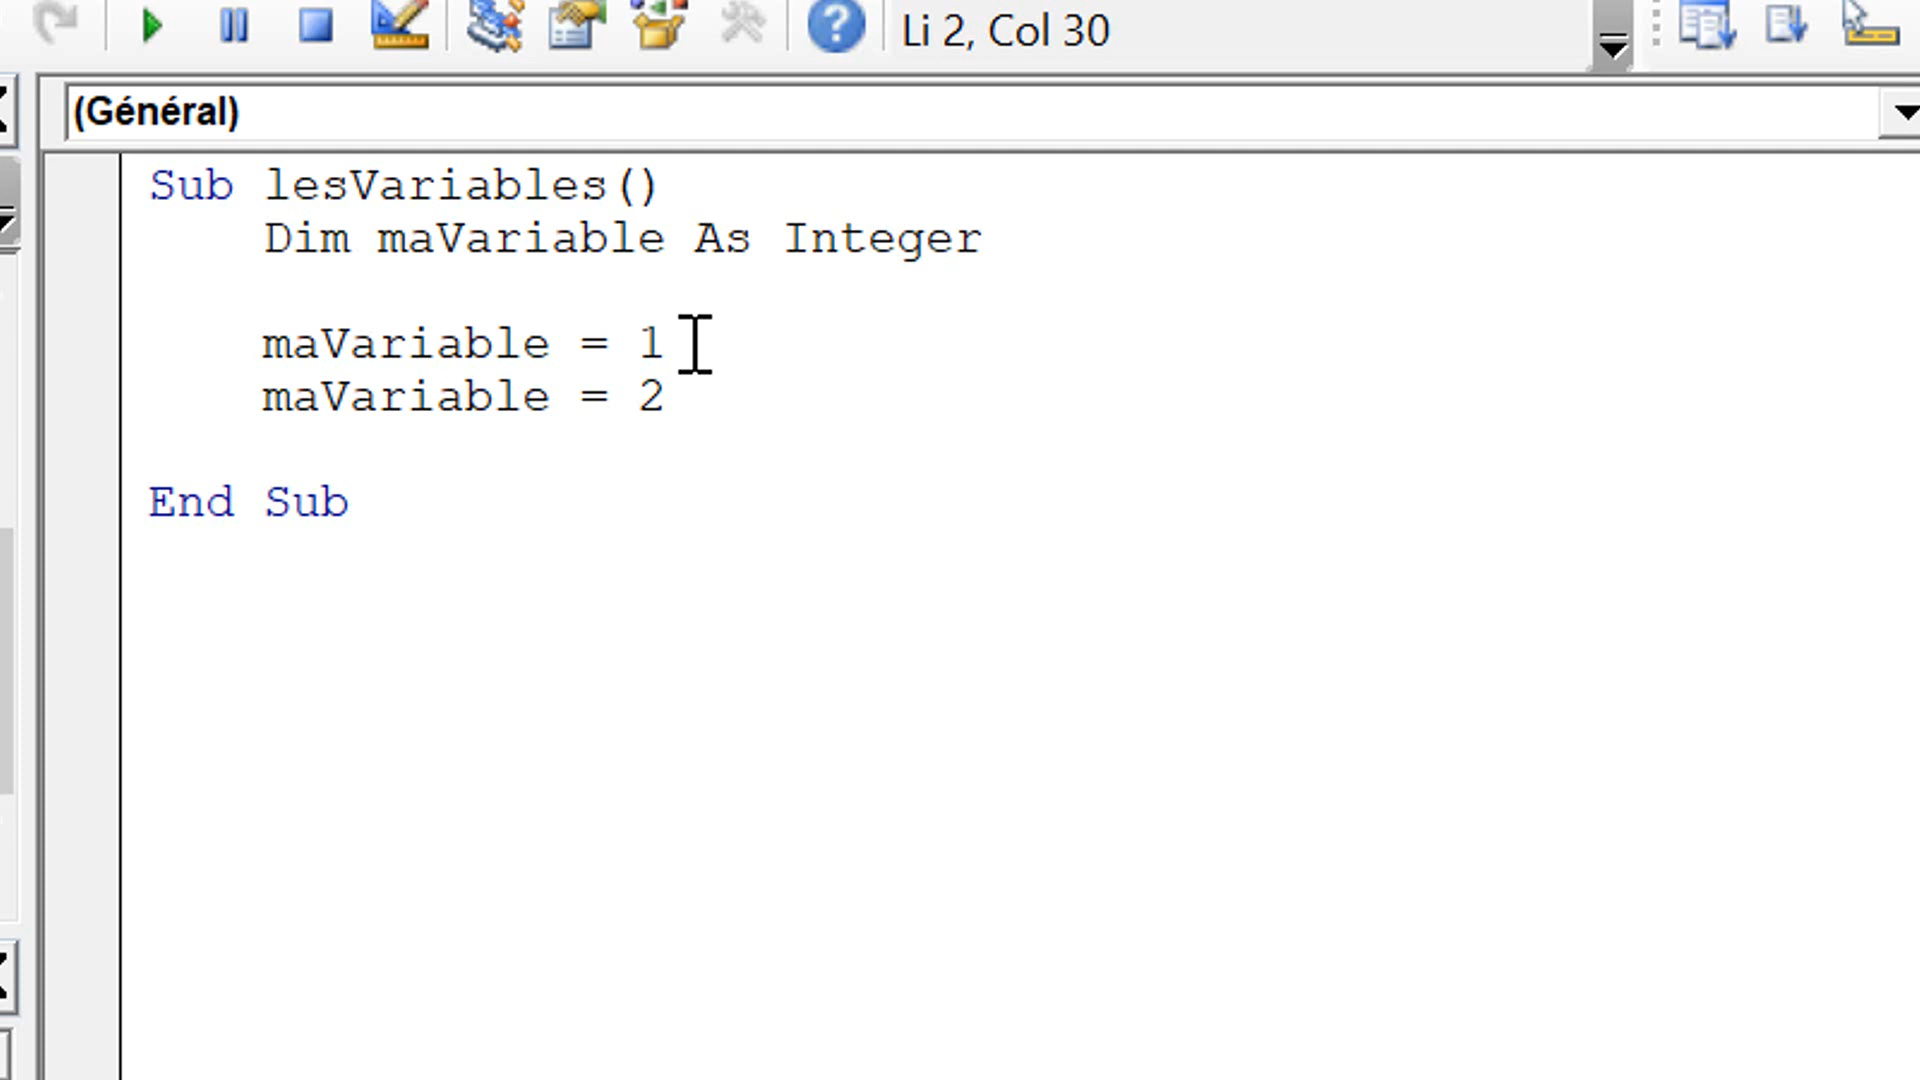 Li 2, Col 30
(Général)
Sub lesVariables()
Dim maVariable As Integer
maVariable = 1
maVariable = 2
End Sub